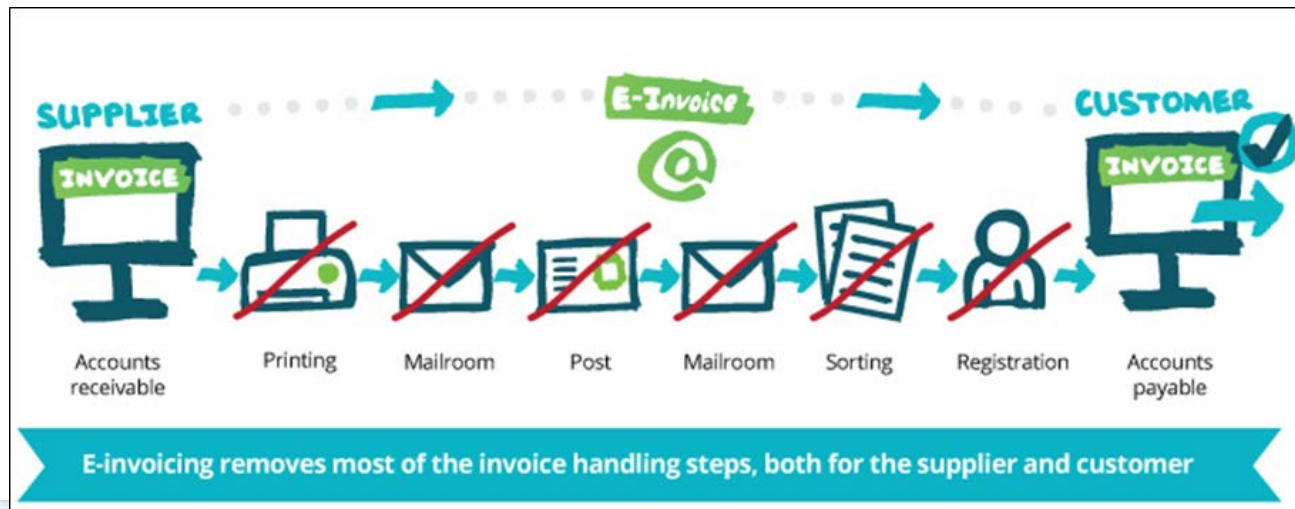 SUPPLIER
E-Invoice
CUSTOMER
INVOICE
@
INVOICE
Accounts
receivable
Printing
Mailroom
Post
Mailroom
Sorting
Registration
Accounts
payable
E-invoicing removes most of the invoice handling steps, both for the supplier and customer